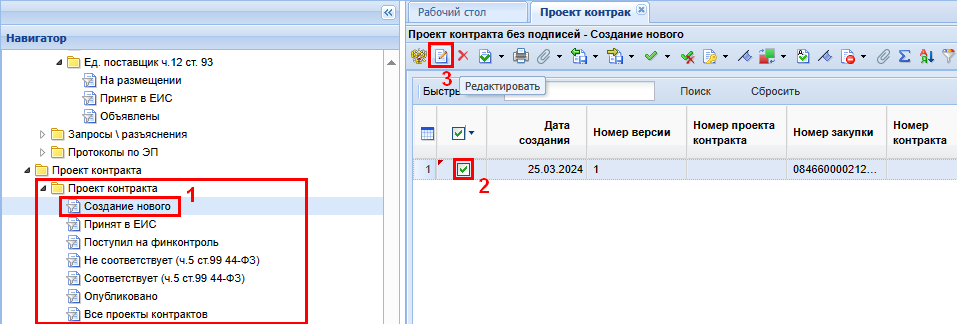 Навигатор
Ед. поставщик ч.12 ст. 93
На размещении
Принят в ЕИС
Объявлены
Запросы \ разъяснения
Протоколы по ЭП
Проект контракта
Проект контракта
1
Создание нового
Принят в ЕИС
Поступил на финконтроль
Не соответствует (ч.5 ст.99 44-ФЗ)
Соответствует (ч.5 ст.99 44-ФЗ)
Опубликовано
Все проекты контрактов
Рабочий стол
Проект контрак
Проект контракта без подписей - Создание нового
3
Редактировать
Быстры
Поиск
Сбросить
Дата создания
Номер версии
Номер проекта контракта
Номер закупки
Номер контракта
1
25.03.2024
1
084660000212...
2